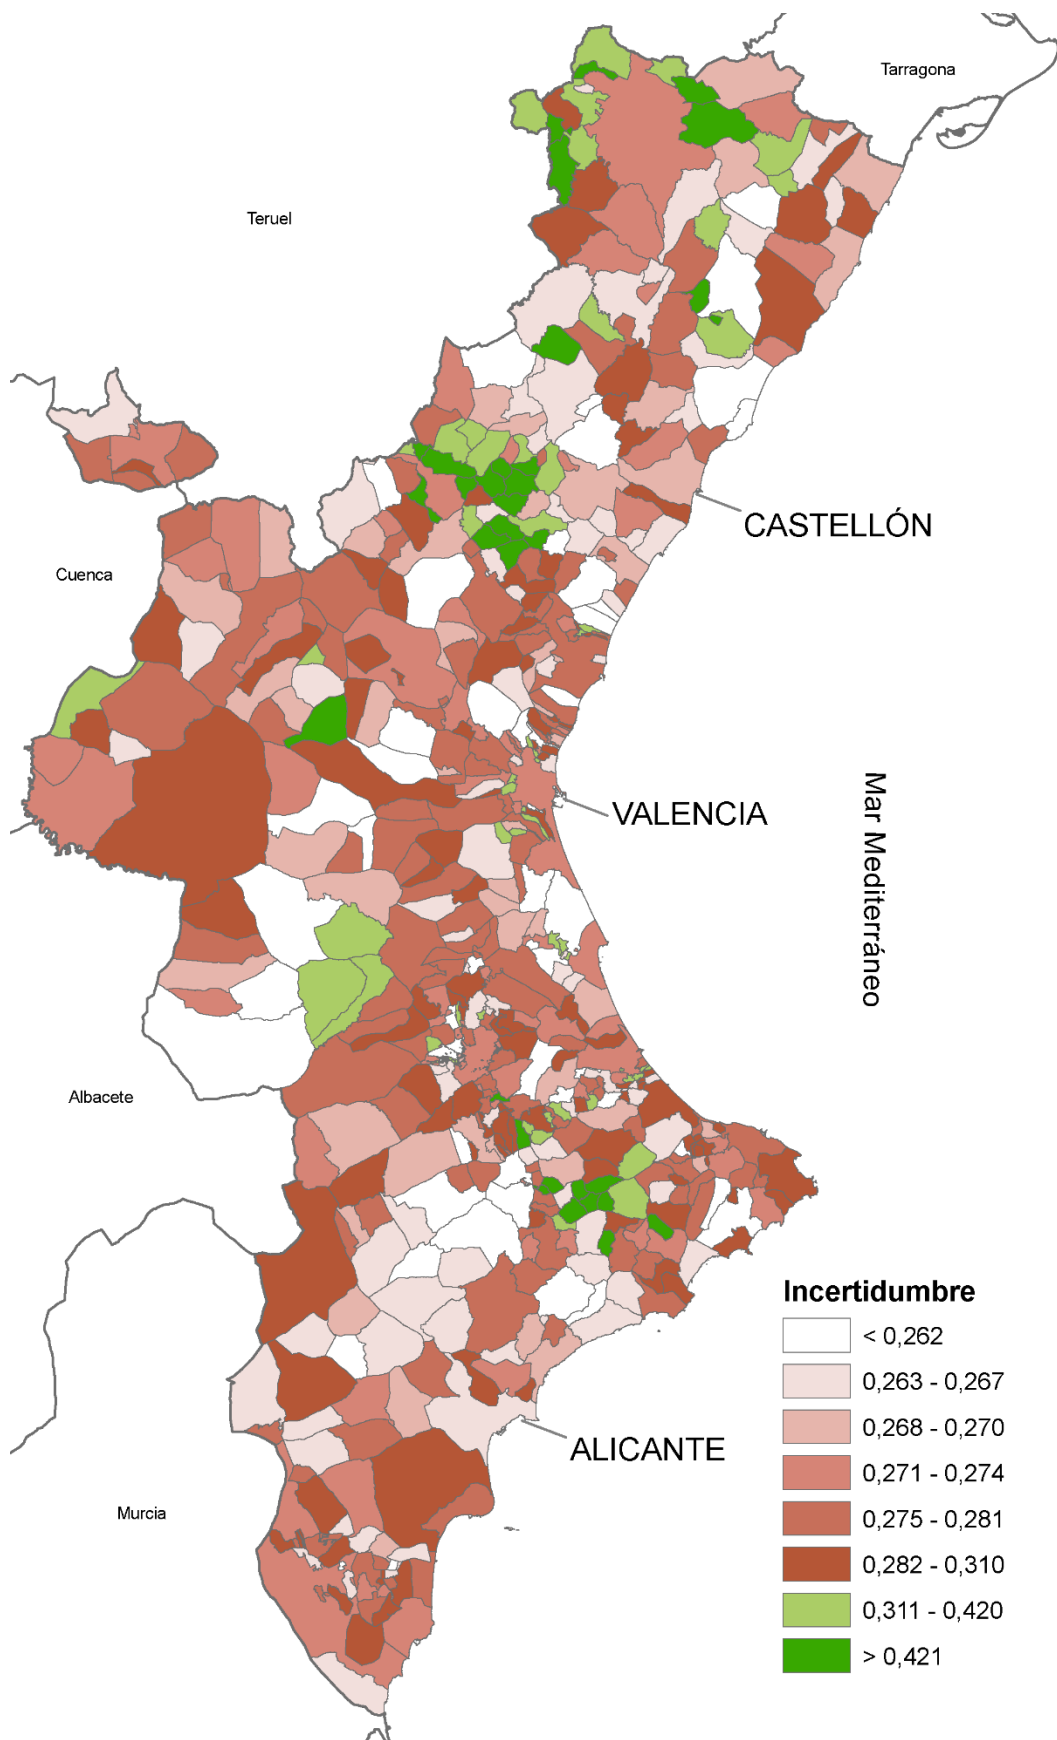 Tarragona
Teruel
CASTELLÓN
Cuenca
VALENCIA
Mar Mediterráneo
Albacete
Incertidumbre
< 0,262
0,263 - 0,267
0,268 - 0,270
0,271 - 0,274
0,275 - 0,281
0,282 - 0,310
0,311 - 0,420
> 0,421
ALICANTE
Murcia